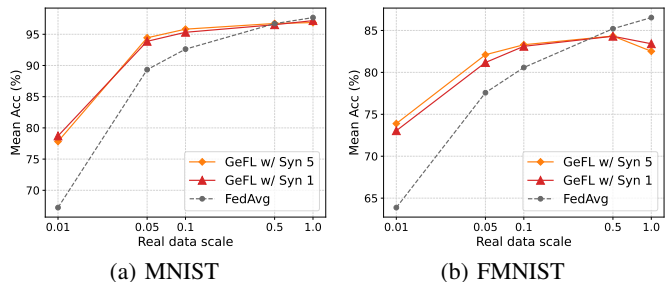 95
90
85
80
75
70
Mean Acc (%)
GeFL w/ Syn 5
GeFL w/ Syn 1
FedAvg
0.01
0.05
0.1
0.5
1.0
Real data scale
(a) MNIST
85
80
75
70
65
Mean Acc (%)
GeFL w/ Syn 5
GeFL w/ Syn 1
FedAvg
0.01
0.05
0.1
0.5
1.0
Real data scale
(b) FMNIST